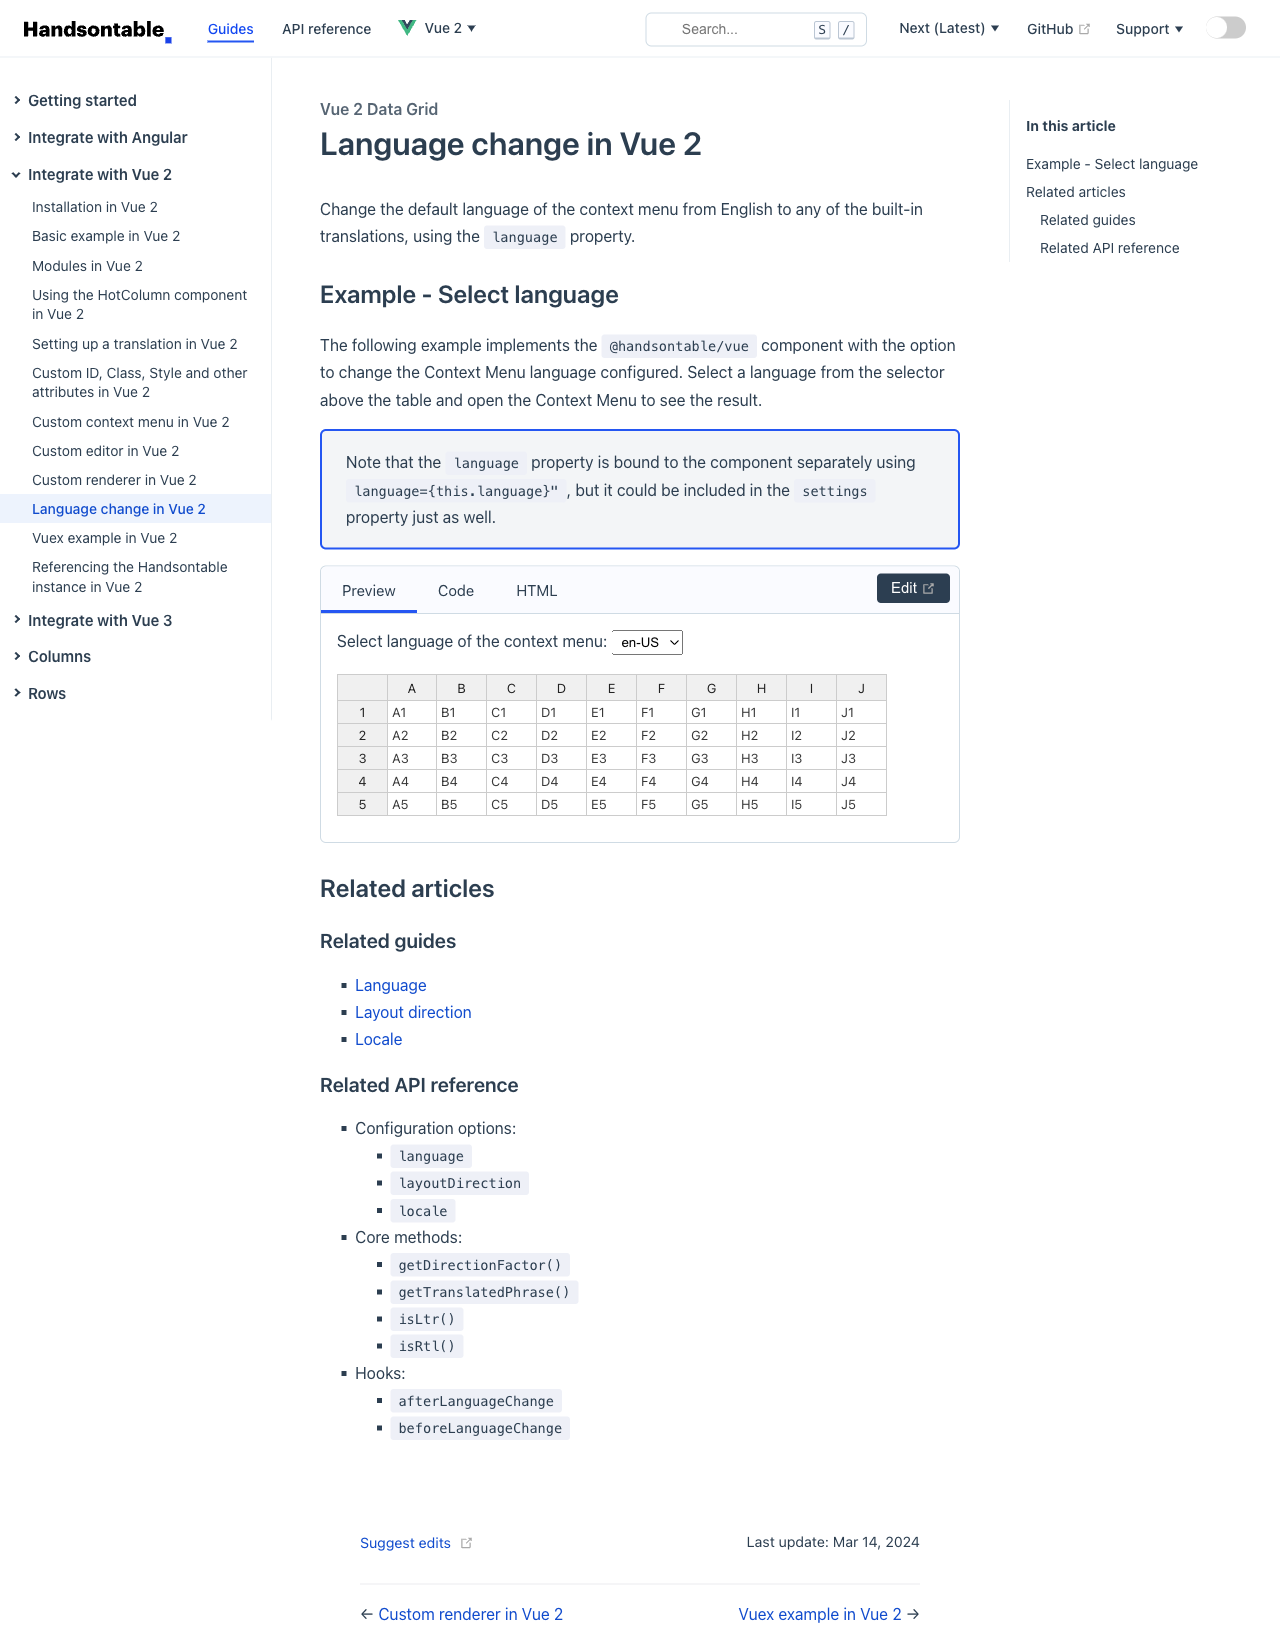 Handsontable
Guides
API reference
Vue 2
Search...
S
/
Next (Latest)
GitHub
Support
Getting started
Integrate with Angular
Integrate with Vue 2
Installation in Vue 2
Basic example in Vue 2
Modules in Vue 2
Using the HotColumn component
in Vue 2
Setting up a translation in Vue 2
Custom ID, Class, Style and other
attributes in Vue 2
Custom context menu in Vue 2
Custom editor in Vue 2
Custom renderer in Vue 2
Language change in Vue 2
Vuex example in Vue 2
Referencing the Handsontable
instance in Vue 2
Integrate with Vue 3
Columns
Rows
Vue 2 Data Grid
Language change in Vue 2
Change the default language of the context menu from English to any of the built-in
translations, using the language property.
Example - Select language
The following example implements the @handsontable/vue component with the option
to change the Context Menu language configured. Select a language from the selector
above the table and open the Context Menu to see the result.
Note that the language property is bound to the component separately using
language={this.language}" , but it could be included in the settings
property just as well.
Preview Code HTML Edit
Select language of the context menu: en-US
A B C D E F G H I J
1 A1 B1 C1 D1 E1 F1 G1 H1 I1 J1
2 A2 B2 C2 D2 E2 F2 G2 H2 I2 J2
3 A3 B3 C3 D3 E3 F3 G3 H3 I3 J3
4 A4 B4 C4 D4 E4 F4 G4 H4 I4 J4
5 A5 B5 C5 D5 E5 F5 G5 H5 I5 J5
Related articles
Related guides
Language
Layout direction
Locale
Related API reference
Configuration options:
language
layoutDirection
locale
Core methods:
getDirectionFactor()
getTranslatedPhrase()
isLtr()
isRtl()
Hooks:
afterLanguageChange
beforeLanguageChange
Suggest edits
Last update: Mar 14, 2024
← Custom renderer in Vue 2
Vuex example in Vue 2 →
In this article
Example - Select language
Related articles
Related guides
Related API reference